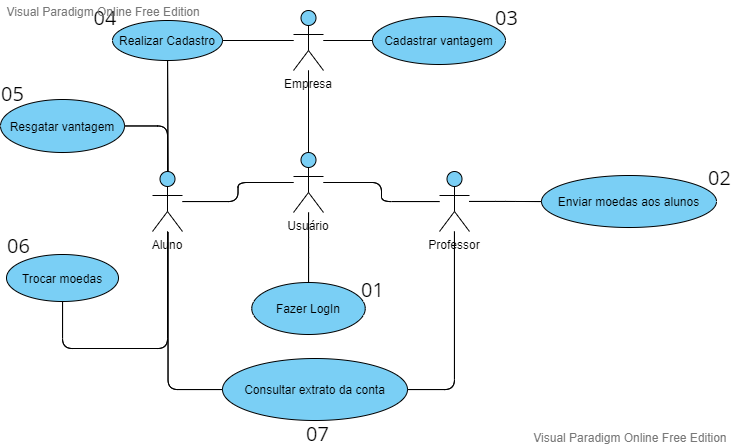 Visual Paradigm Online Free Edition
04
03
Realizar Cadastro
Cadastrar vantagem
Empresa
05
Resgatar vantagem
02
Enviar moedas aos alunos
Usuário
Aluno
Professor
06
Trocar moedas
01
Fazer LogIn
Consultar extrato da conta
07
Visual Paradigm Online Free Edition